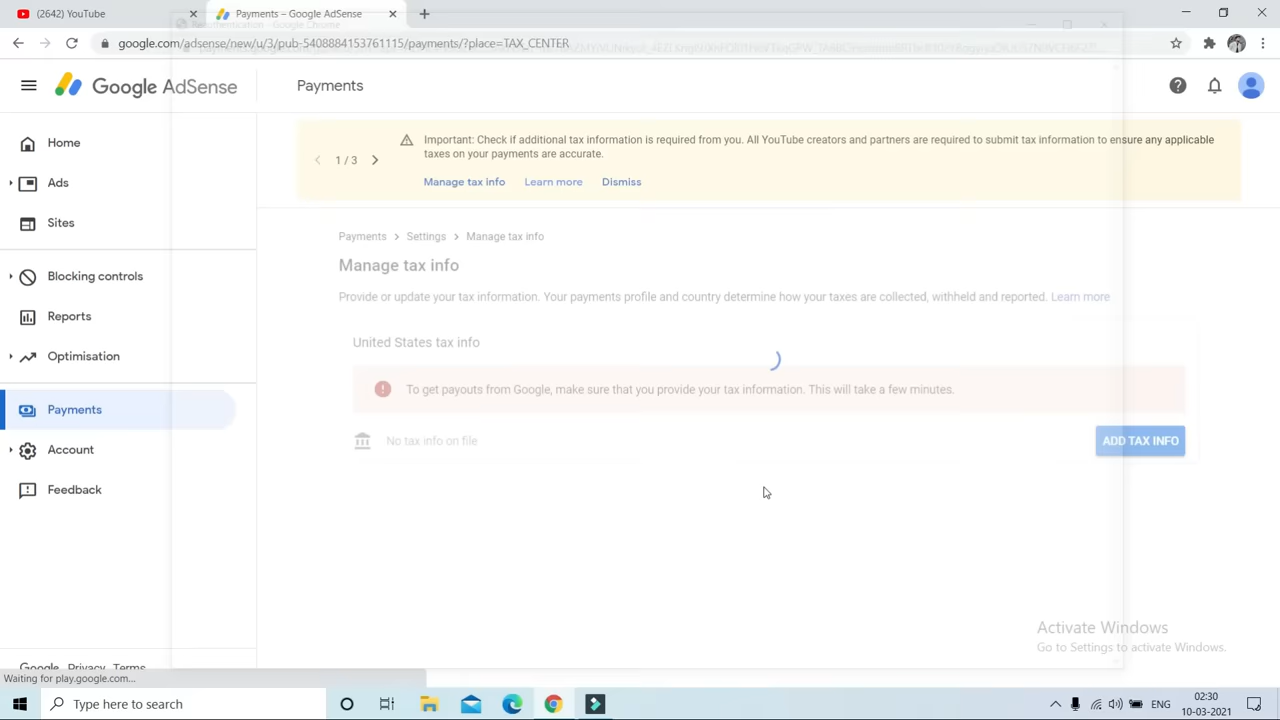 (2642) YouTube
Payments – Google AdSense
google.com/adsense/new/u/3/pub-5408884153761115/payments/?place=TAX_CENTER
Google AdSense
Payments
Home
Ads
Sites
Blocking controls
Reports
Optimisation
Payments
Account
Feedback
Google Privacy Terms
1 / 3
Important: Check if additional tax information is required from you. All YouTube creators and partners are required to submit tax information to ensure any applicable
taxes on your payments are accurate.
Manage tax info Learn more Dismiss
Payments > Settings > Manage tax info
Manage tax info
Provide or update your tax information. Your payments profile and country determine how your taxes are collected, withheld and reported. Learn more
United States tax info
To get payouts from Google, make sure that you provide your tax information. This will take a few minutes.
No tax info on file
ADD TAX INFO
Activate Windows
Go to Settings to activate Windows.
Waiting for play.google.com...
Type here to search
ENG
02:30
10-03-2021